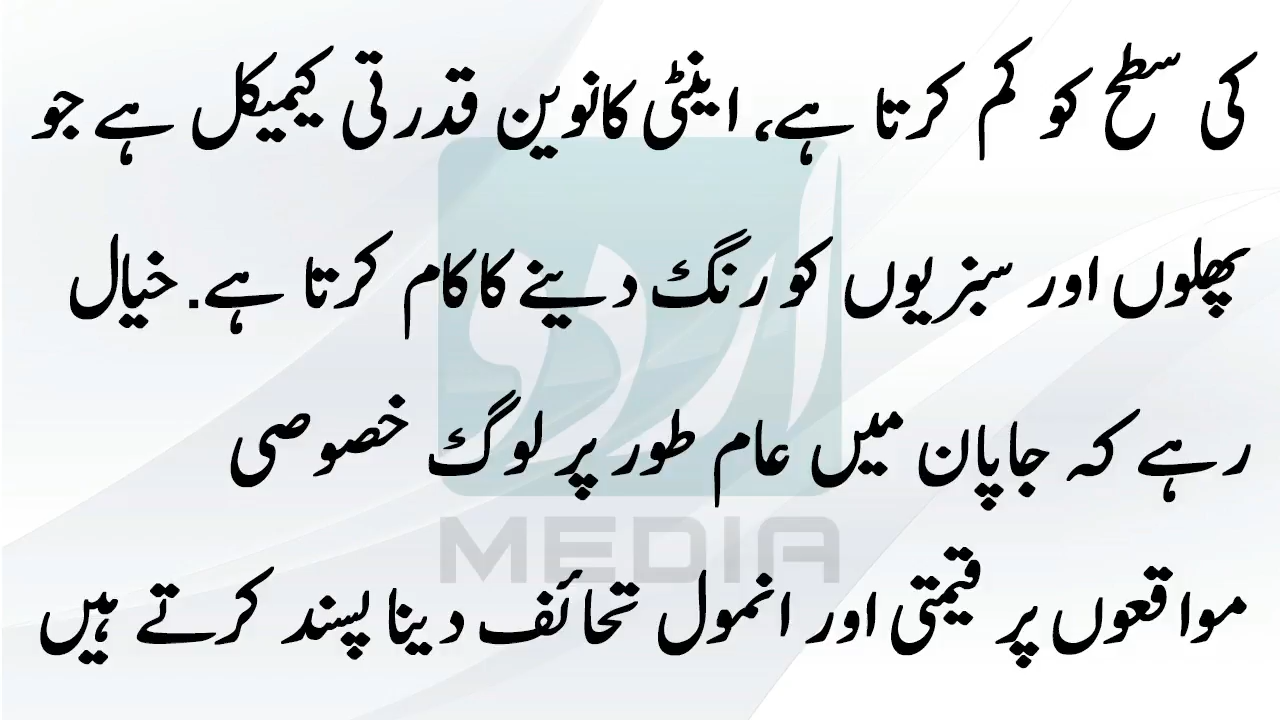 کی سطح کو کم کرتا ہے، اینٹی کانوین قدرتی کیمیکل ہے جو
پھلوں اور سبزیوں کو رنگ دینے کا کام کرتا ہے۔ خیال
رہے کہ جاپان میں عام طور پر لوگ خصوصی
مواقعوں پر قیمتی اور انمول تحائف دینا پسند کرتے ہیں
اردو
MEDIA